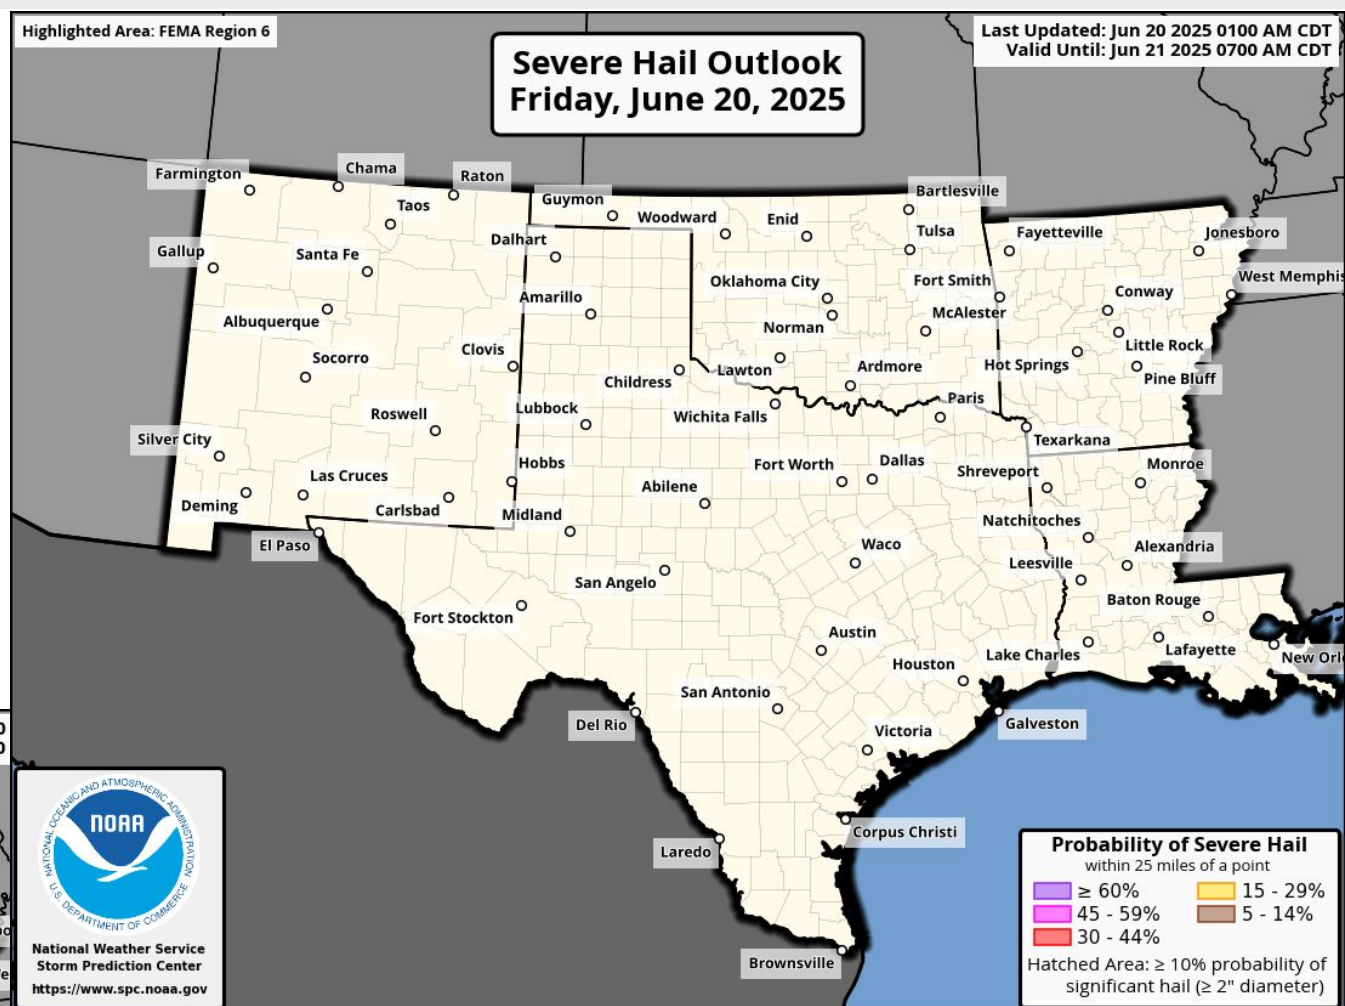 Highlighted Area: FEMA Region 6
Severe Hail Outlook
Friday, June 20, 2025
Last Updated: Jun 20 2025 0100 AM CDT
Valid Until: Jun 21 2025 0700 AM CDT
Farmington
Chama
Raton
Taos
Guymon
Woodward
Enid
Bartlesville
Tulsa
Fayetteville
Jonesboro
Gallup
Santa Fe
Dalhart
Oklahoma City
Fort Smith
West Memphis
Albuquerque
Amarillo
Norman
McAlester
Conway
Little Rock
Socorro
Clovis
Childress
Lawton
Ardmore
Hot Springs
Pine Bluff
Roswell
Lubbock
Wichita Falls
Paris
Texarkana
Silver City
Las Cruces
Hobbs
Abilene
Fort Worth
Dallas
Shreveport
Monroe
Deming
Carlsbad
Midland
Natchitoches
El Paso
San Angelo
Waco
Leesville
Alexandria
Fort Stockton
Austin
Baton Rouge
Houston
Lake Charles
Lafayette
New Orl
San Antonio
Del Rio
Victoria
Galveston
Corpus Christi
Laredo
Brownsville
NATIONAL OCEANIC AND ATMOSPHERIC ADMINISTRATION
NOAA
U.S. DEPARTMENT OF COMMERCE
National Weather Service
Storm Prediction Center
https://www.spc.noaa.gov
Probability of Severe Hail
within 25 miles of a point
≥ 60% 15 - 29%
45 - 59% 5 - 14%
30 - 44%
Hatched Area: ≥ 10% probability of
significant hail (≥ 2" diameter)